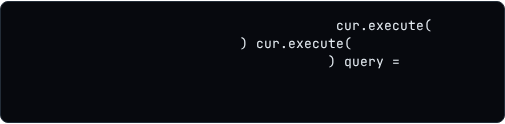 cur.execute(
) cur.execute(
) query =